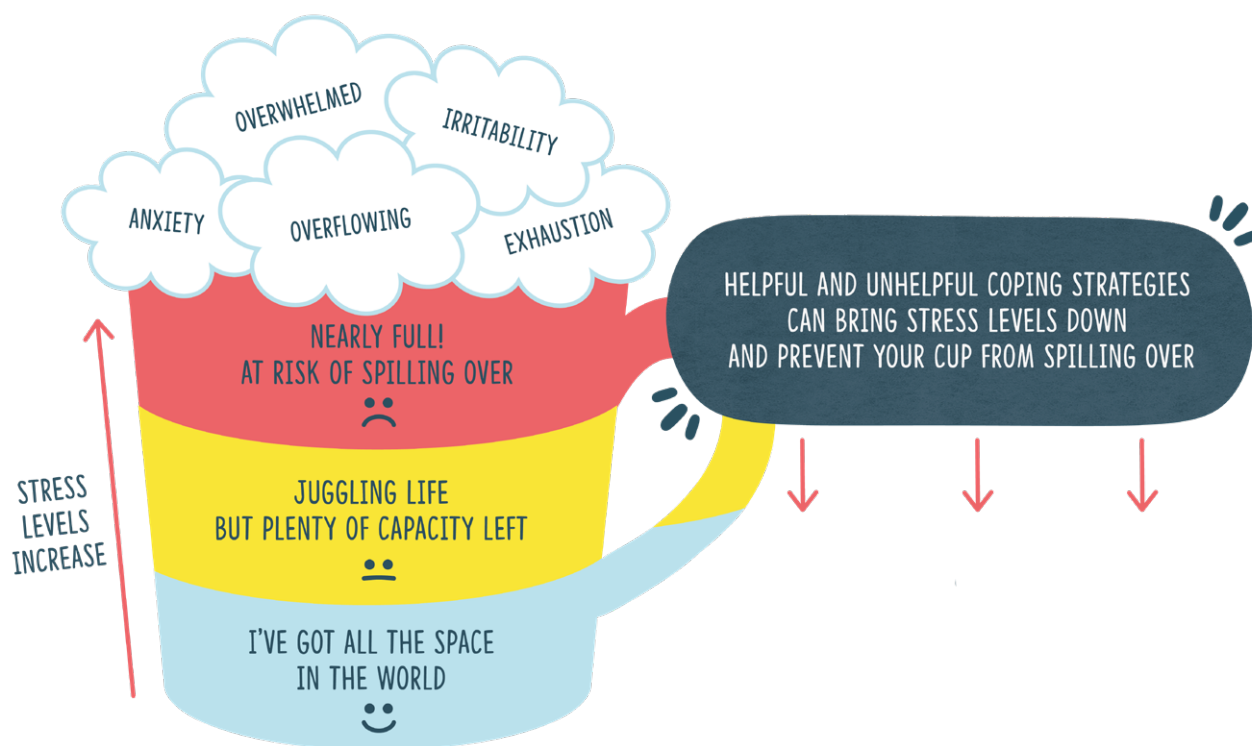 OVERWHELMED
IRRITABILITY
ANXIETY
OVERFLOWING
EXHAUSTION
NEARLY FULL!
AT RISK OF SPILLING OVER
JUGGLING LIFE
BUT PLENTY OF CAPACITY LEFT
I'VE GOT ALL THE SPACE
IN THE WORLD
STRESS
LEVELS
INCREASE
HELPFUL AND UNHELPFUL COPING STRATEGIES
CAN BRING STRESS LEVELS DOWN
AND PREVENT YOUR CUP FROM SPILLING OVER